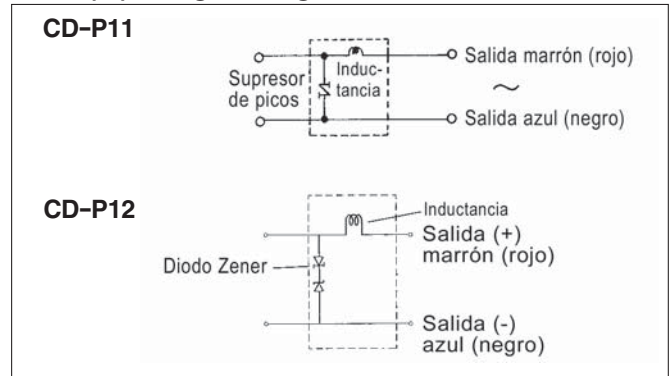 CD-P11
Supresor
de picos
Induc-
tancia
Salida marrón (rojo)
~
Salida azul (negro)
CD-P12
Diodo Zener
Inductancia
Salida (+)
marrón (rojo)
Salida (-)
azul (negro)